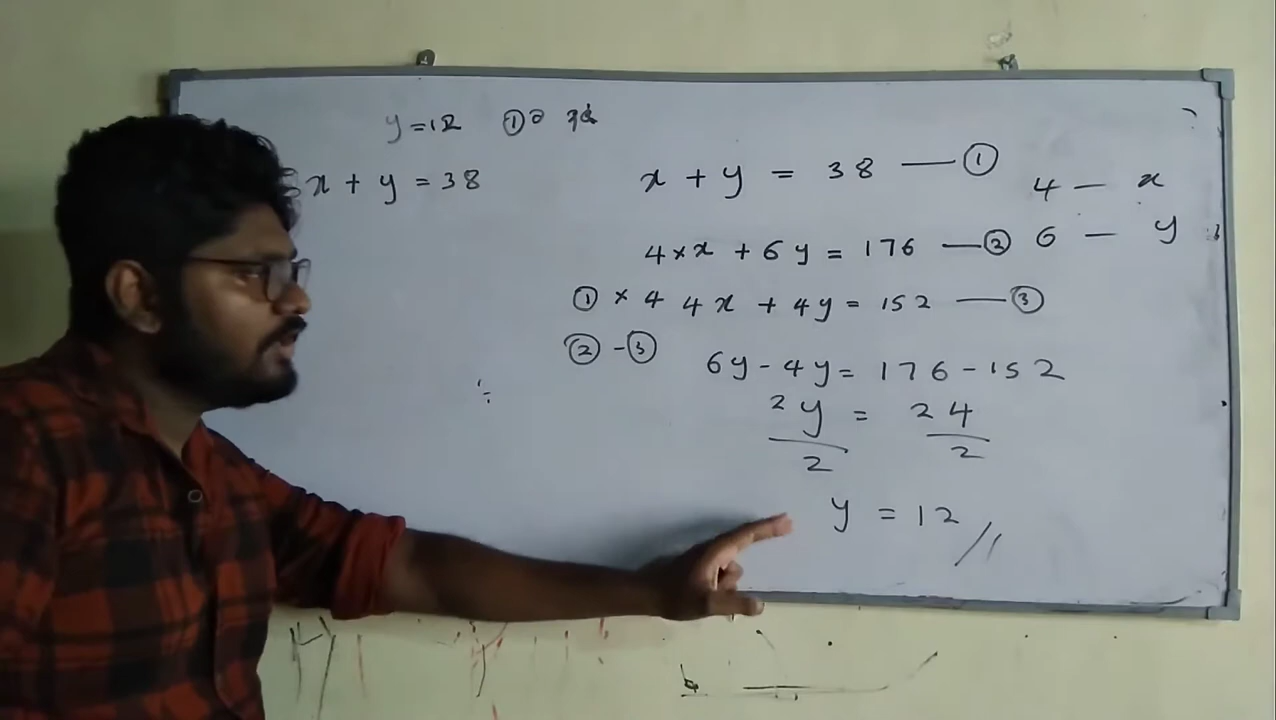 y = 12 ①
x + y = 38
x + y = 38 — ①
4 — x
6 — y
4 × x + 6y = 176 — ②
① × 4 4x + 4y = 152 — ③
② - ③ 6y - 4y = 176 - 152
2y = 24
2 2
y = 12 //